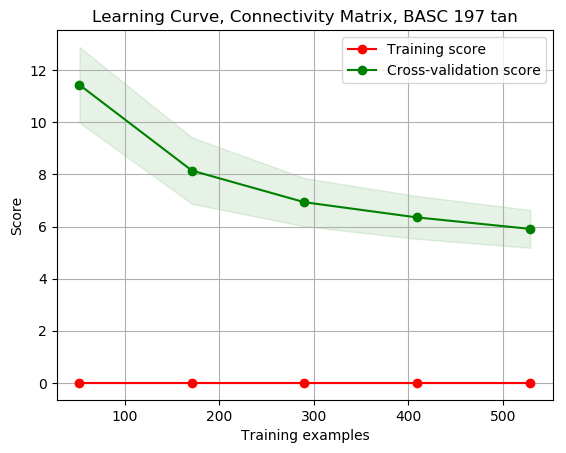 Learning Curve, Connectivity Matrix, BASC 197 tan
Training score
Cross-validation score
12
10
8
6
4
2
0
Score
100
200
300
400
500
Training examples